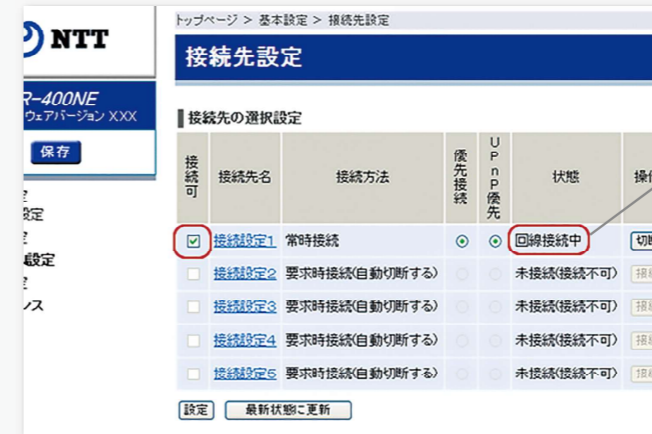 NTT
トップページ > 基本設定 > 接続先設定
接続先設定
R-400NE
ウェアバージョン XXX
保存
接続先の選択設定
接続可 接続先名 接続方法 優先接続 UPnP優先 状態
接続設定1 常時接続 回線接続中
接続設定2 要求時接続(自動切断する) 未接続(接続不可)
接続設定3 要求時接続(自動切断する) 未接続(接続不可)
接続設定4 要求時接続(自動切断する) 未接続(接続不可)
接続設定5 要求時接続(自動切断する) 未接続(接続不可)
設定 最新状態に更新